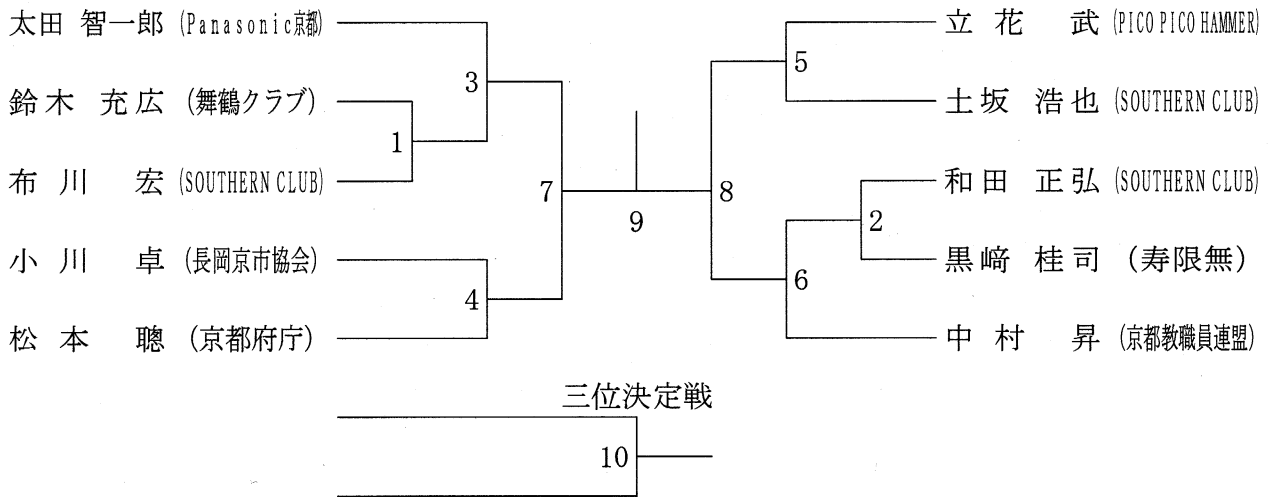 太田 智一郎 (Panasonic京都)
3
鈴木 充広 (舞鶴クラブ)
1
布川 宏 (SOUTHERN CLUB)
7
小川 卓 (長岡京市協会)
4
松本 聰 (京都府庁)
9
立花 武 (PICO PICO HAMMER)
5
土坂 浩也 (SOUTHERN CLUB)
8
和田 正弘 (SOUTHERN CLUB)
2
黒﨑 桂司 (寿限無)
6
中村 昇 (京都教職員連盟)
三位決定戦
10